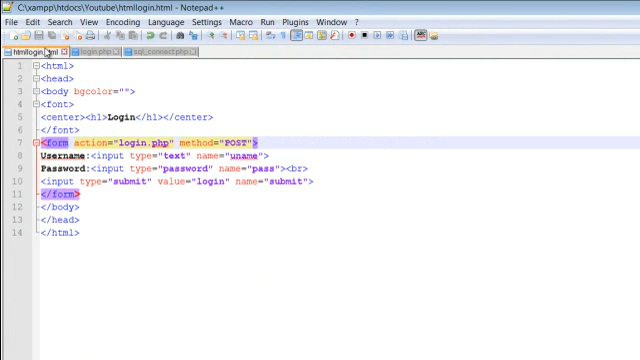 C:\xampp\htdocs\Youtube\htmllogin.html - Notepad++
File Edit Search View Encoding Language Settings Macro Run Plugins Window ?
htmllogin.html login.php sql_connect.php
1 <html>
2 <head>
3 <body bgcolor="">
4 <font>
5 <center><h1>Login</h1></center>
6 </font>
7 <form action="login.php" method="POST">
8 Username:<input type="text" name="uname">
9 Password:<input type="password" name="pass"><br>
10 <input type="submit" value="login" name="submit">
11 </form>
12 </body>
13 </head>
14 </html>